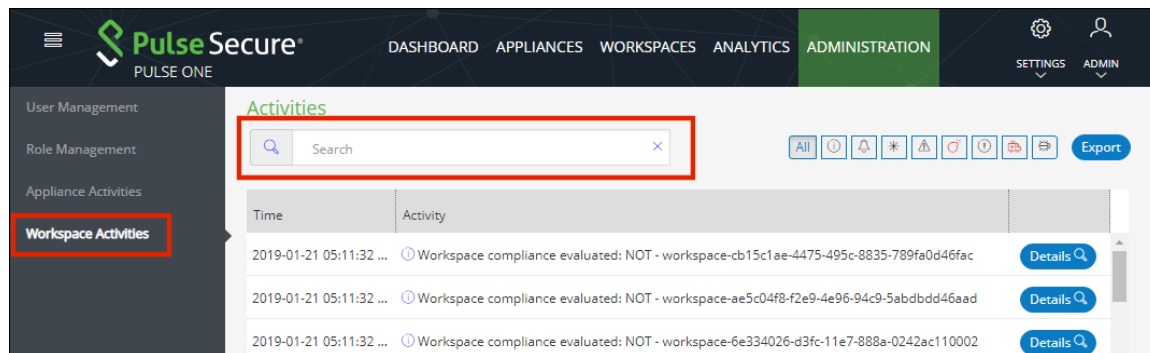 Pulse Secure®
PULSE ONE
DASHBOARD APPLIANCES WORKSPACES ANALYTICS ADMINISTRATION
SETTINGS ADMIN
User Management
Role Management
Appliance Activities
Workspace Activities
Activities
Search
All
Export
Time Activity
2019-01-21 05:11:32 ... Workspace compliance evaluated: NOT - workspace-cb15c1ae-4475-495c-8835-789fa0d46fac Details
2019-01-21 05:11:32 ... Workspace compliance evaluated: NOT - workspace-ae5c04f8-f2e9-4e96-94c9-5abdbdd46aad Details
2019-01-21 05:11:32 ... Workspace compliance evaluated: NOT - workspace-6e334026-d3fc-11e7-888a-0242ac110002 Details